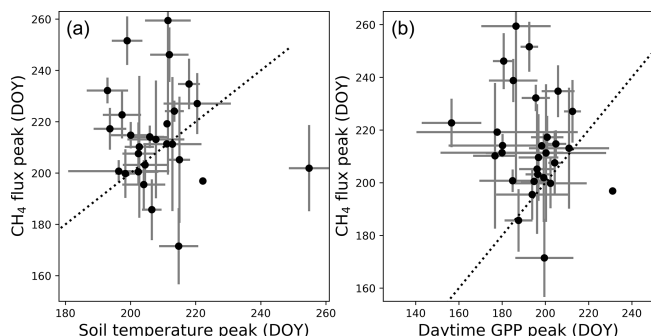 (a)
CH4 flux peak (DOY)
260
240
220
200
180
160
180 200 220 240 260
Soil temperature peak (DOY)
(b)
CH4 flux peak (DOY)
260
240
220
200
180
160
140 160 180 200 220 240
Daytime GPP peak (DOY)